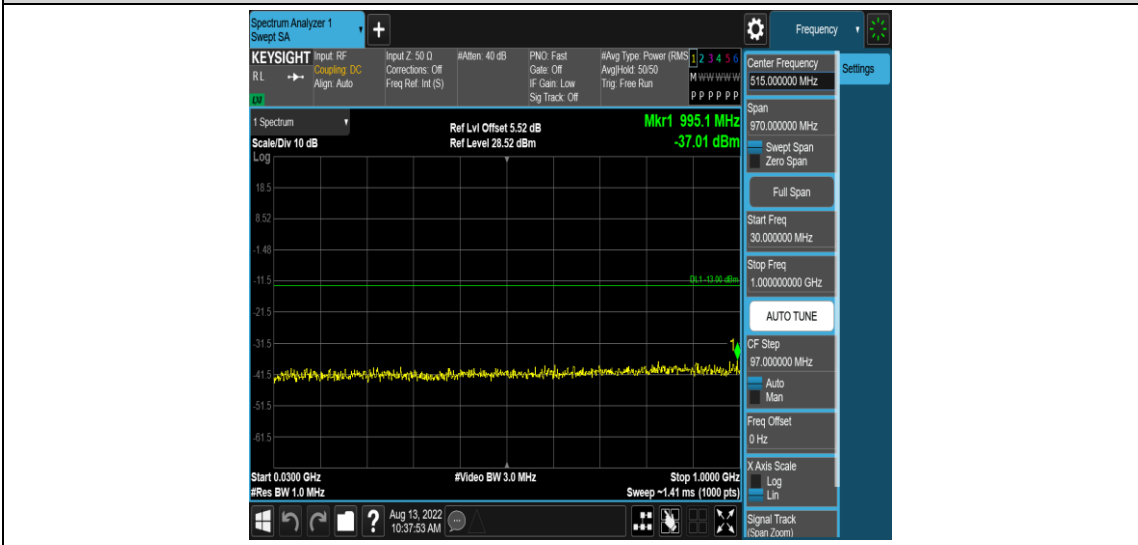 Spectrum Analyzer 1
Swept SA
+
Frequency
KEYSIGHT
RL
LXI
Input: RF
Coupling: DC
Align: Auto
Input Z: 50 Ω
Corrections: Off
Freq Ref: Int (S)
#Atten: 40 dB
PNO: Fast
Gate: Off
IF Gain: Low
Sig Track: Off
#Avg Type: Power (RMS
Avg|Hold: 50/50
Trig: Free Run
1 2 3 4 5 6
M W W W W W
P P P P P P
Center Frequency
515.000000 MHz
Settings
Span
970.000000 MHz
Swept Span
Zero Span
Full Span
Start Freq
30.000000 MHz
Stop Freq
1.000000000 GHz
AUTO TUNE
CF Step
97.000000 MHz
Auto
Man
Freq Offset
0 Hz
X Axis Scale
Log
Lin
Signal Track
(Span Zoom)
1 Spectrum
Scale/Div 10 dB
Log
Ref Lvl Offset 5.52 dB
Ref Level 28.52 dBm
Mkr1 995.1 MHz
-37.01 dBm
18.5
8.52
-1.48
-11.5
DL1 -13.00 dBm
-21.5
-31.5
1
-41.5
-51.5
-61.5
Start 0.0300 GHz
#Video BW 3.0 MHz
Stop 1.0000 GHz
#Res BW 1.0 MHz
Sweep ~1.41 ms (1000 pts)
?
Aug 13, 2022
10:37:53 AM